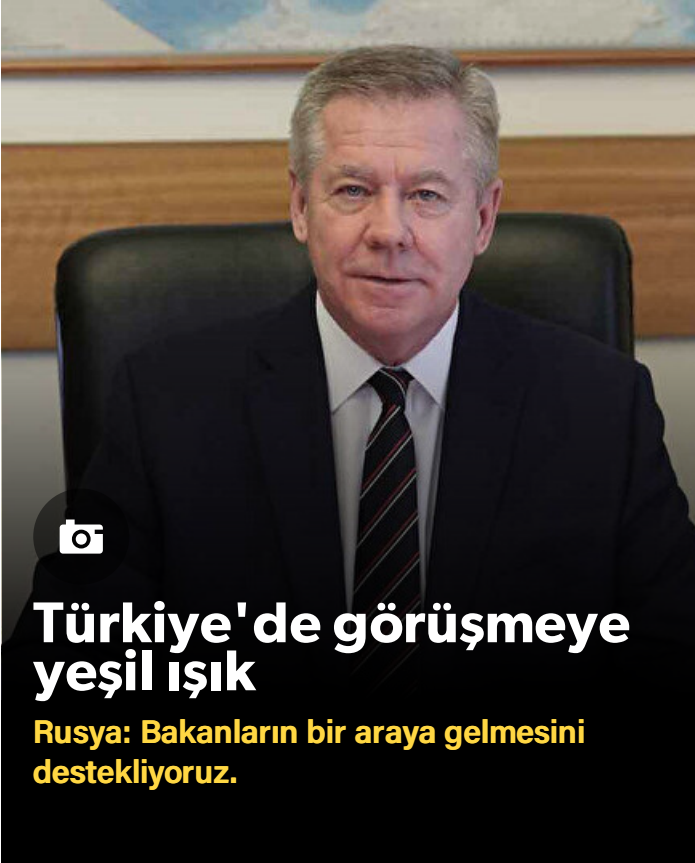 Türkiye'de görüşmeye
yeşil ışık
Rusya: Bakanların bir araya gelmesini
destekliyoruz.